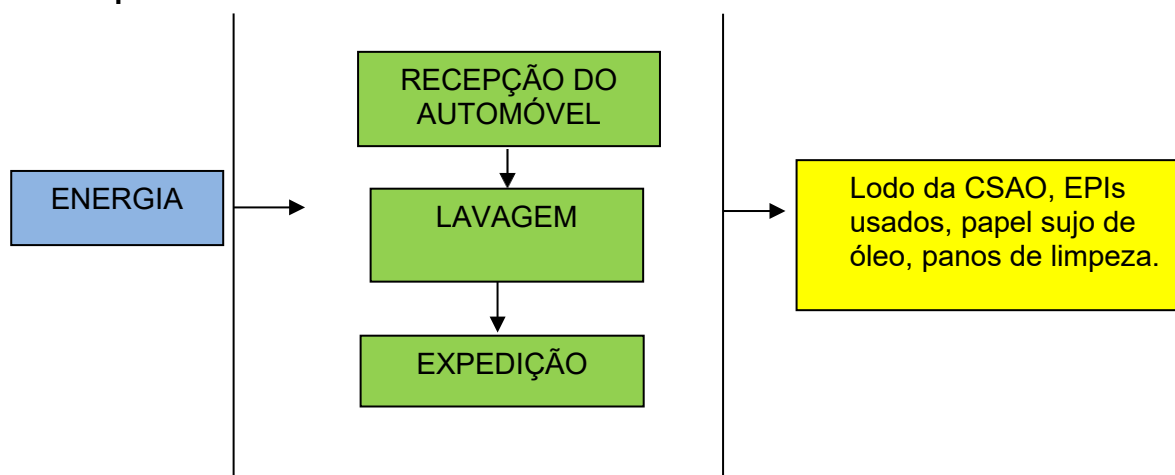 RECEPÇÃO DO
AUTOMÓVEL
ENERGIA
LAVAGEM
EXPEDIÇÃO
Lodo da CSAO, EPIs
usados, papel sujo de
óleo, panos de limpeza.